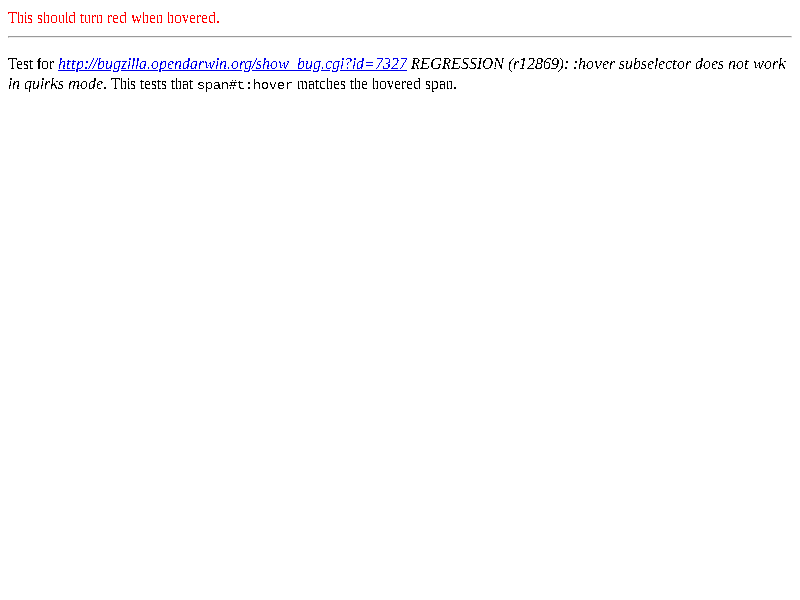 This should turn red when hovered.
Test for http://bugzilla.opendarwin.org/show_bug.cgi?id=7327 REGRESSION (r12869): :hover subselector does not work
in quirks mode. This tests that span#t:hover matches the hovered span.